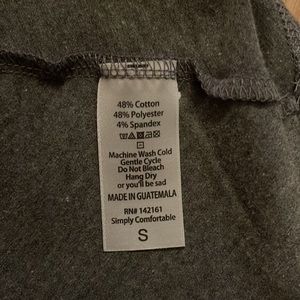 48% Cotton
48% Polyester
4% Spandex
Machine Wash Cold
Gentle Cycle
Do Not Bleach
Hang Dry
or you'll be sad
MADE IN GUATEMALA
RN# 142161
Simply Comfortable
S